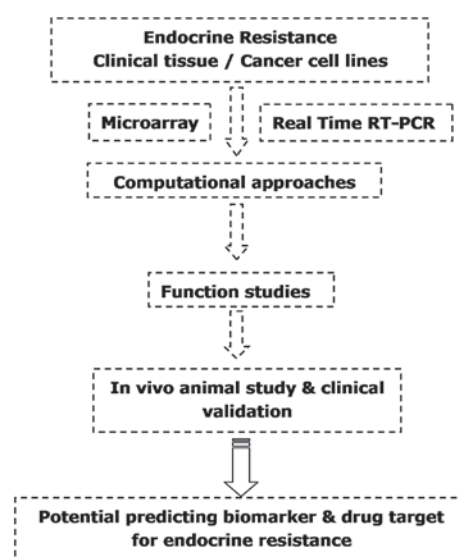 Endocrine Resistance
Clinical tissue / Cancer cell lines
Microarray
Real Time RT-PCR
Computational approaches
Function studies
In vivo animal study & clinical
validation
Potential predicting biomarker & drug target
for endocrine resistance